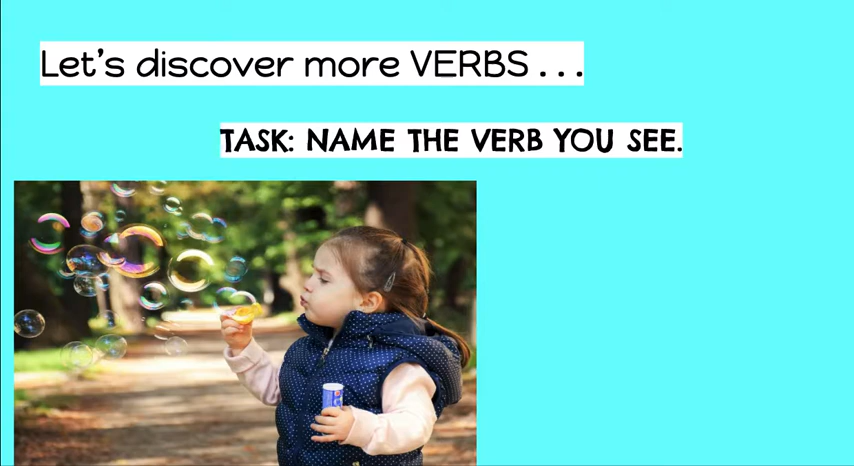 Let's discover more VERBS . . .
TASK: NAME THE VERB YOU SEE.